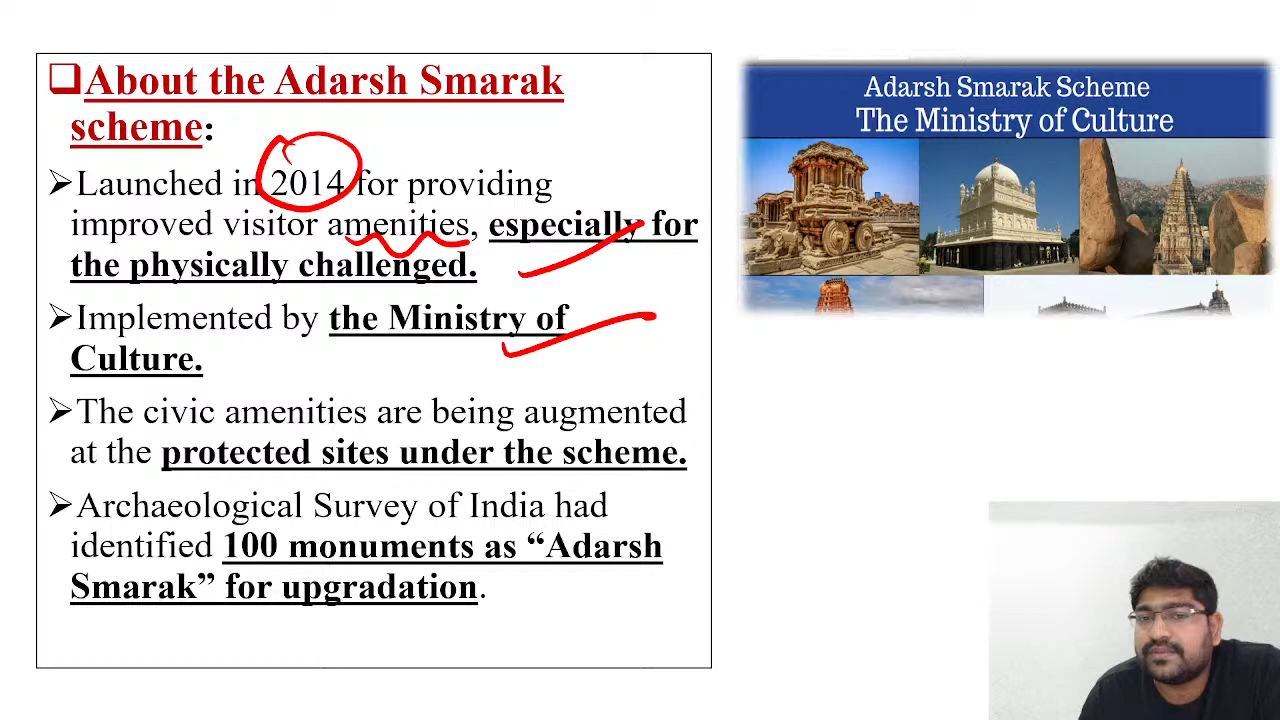 ❑About the Adarsh Smarak
scheme:
➢Launched in 2014 for providing
improved visitor amenities, especially for
the physically challenged.
➢Implemented by the Ministry of
Culture.
➢The civic amenities are being augmented
at the protected sites under the scheme.
➢Archaeological Survey of India had
identified 100 monuments as “Adarsh
Smarak” for upgradation.
Adarsh Smarak Scheme
The Ministry of Culture